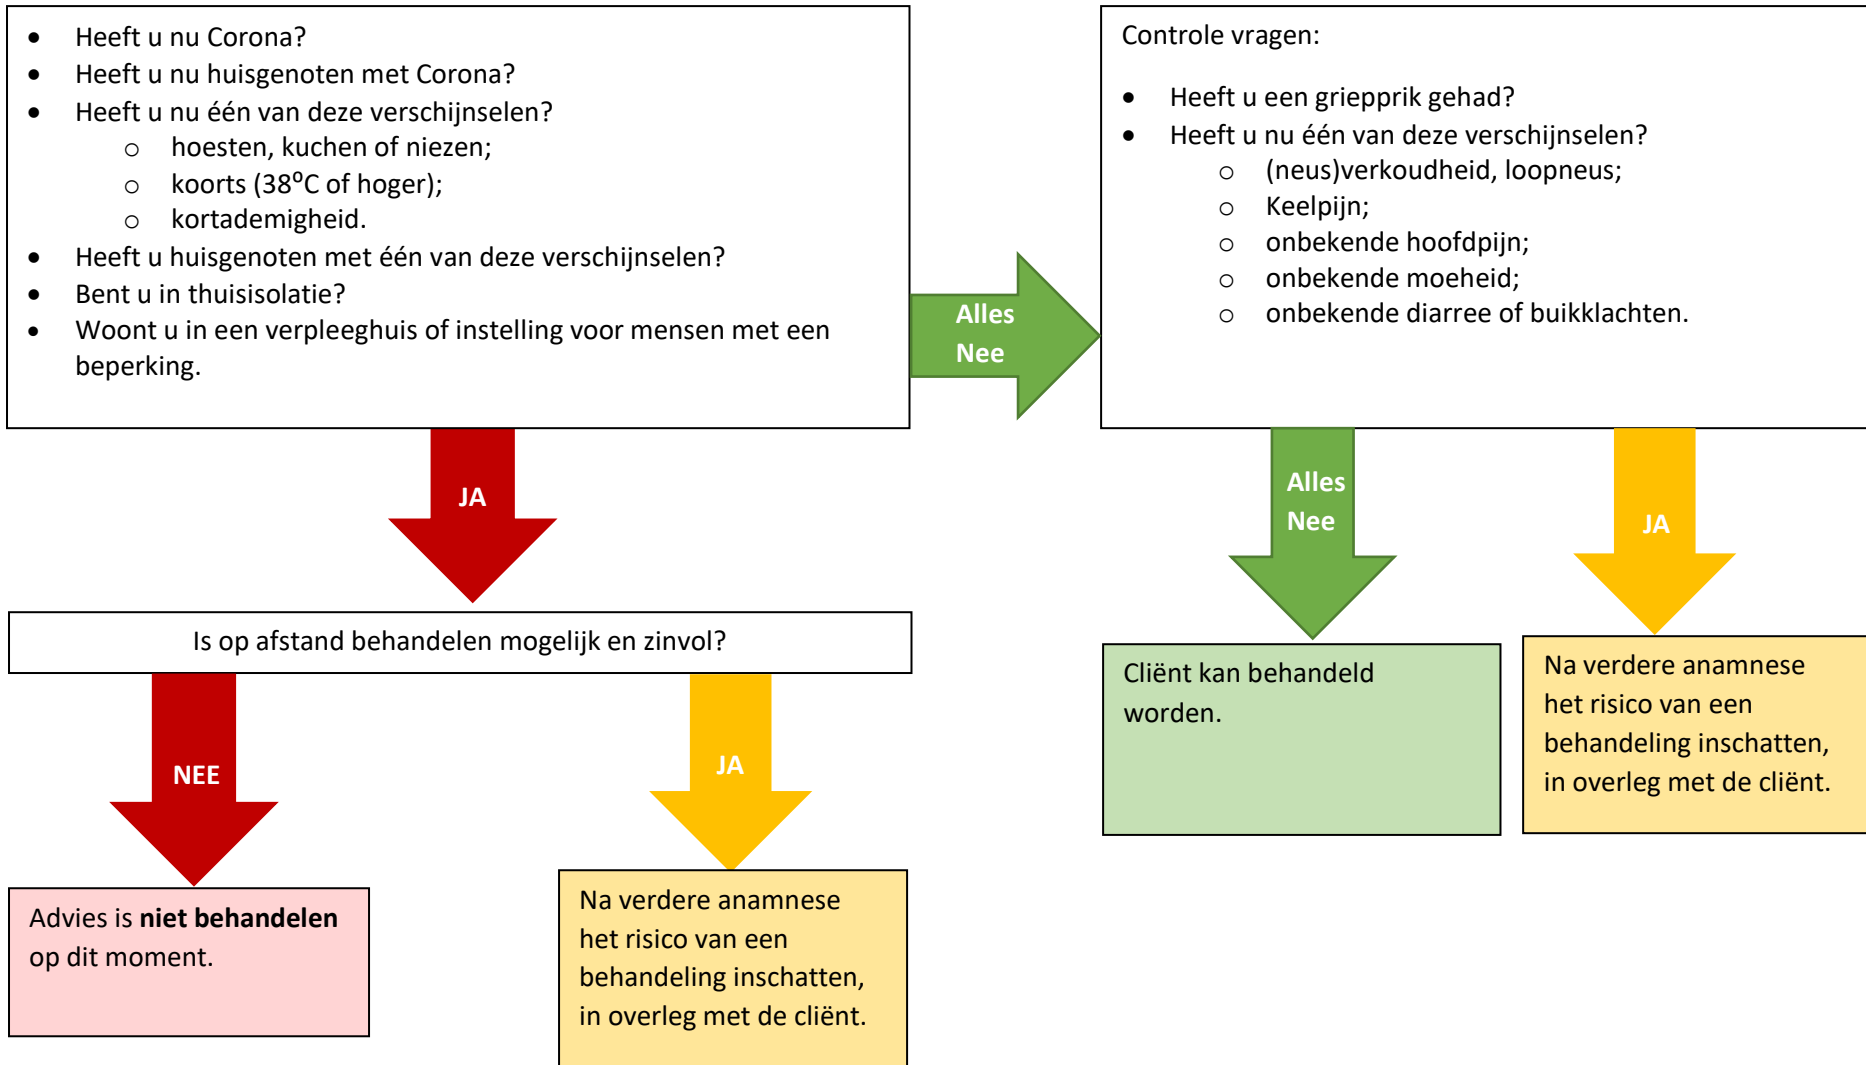 • Heeft u nu Corona?
• Heeft u nu huisgenoten met Corona?
• Heeft u nu één van deze verschijnselen?
o hoesten, kuchen of niezen;
o koorts (38⁰C of hoger);
o kortademigheid.
• Heeft u huisgenoten met één van deze verschijnselen?
• Bent u in thuisisolatie?
• Woont u in een verpleeghuis of instelling voor mensen met een
beperking.
Alles
Nee
Controle vragen:
• Heeft u een griepprik gehad?
• Heeft u nu één van deze verschijnselen?
o (neus)verkoudheid, loopneus;
o Keelpijn;
o onbekende hoofdpijn;
o onbekende moeheid;
o onbekende diarree of buikklachten.
JA
Alles
Nee
JA
Is op afstand behandelen mogelijk en zinvol?
Cliënt kan behandeld
worden.
Na verdere anamnese
het risico van een
behandeling inschatten,
in overleg met de cliënt.
NEE
JA
Advies is niet behandelen
op dit moment.
Na verdere anamnese
het risico van een
behandeling inschatten,
in overleg met de cliënt.